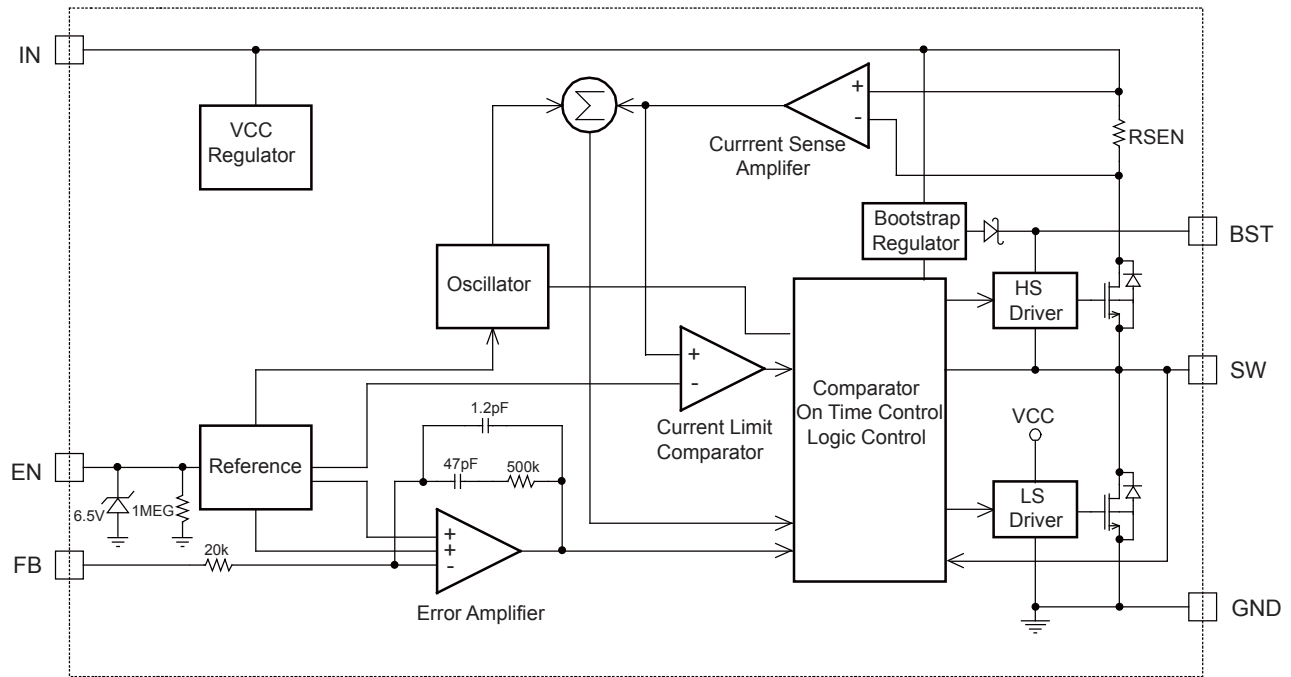 IN
VCC
Regulator
Σ
+
-
Currrent Sense
Amplifer
RSEN
Bootstrap
Regulator
BST
Oscillator
HS
Driver
+
-
Current Limit
Comparator
Comparator
On Time Control
Logic Control
SW
1.2pF
47pF
500k
VCC
EN
Reference
6.5V
1MEG
LS
Driver
FB
20k
+
+
-
Error Amplifier
GND